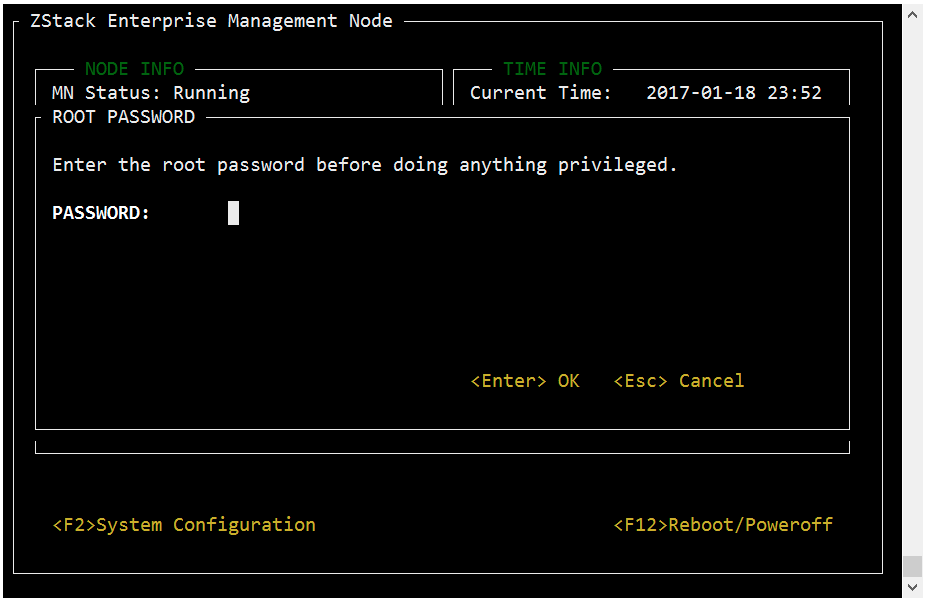 ZStack Enterprise Management Node
NODE INFO
MN Status: Running
TIME INFO
Current Time: 2017-01-18 23:52
ROOT PASSWORD
Enter the root password before doing anything privileged.
PASSWORD:
<Enter> OK <Esc> Cancel
<F2>System Configuration
<F12>Reboot/Poweroff